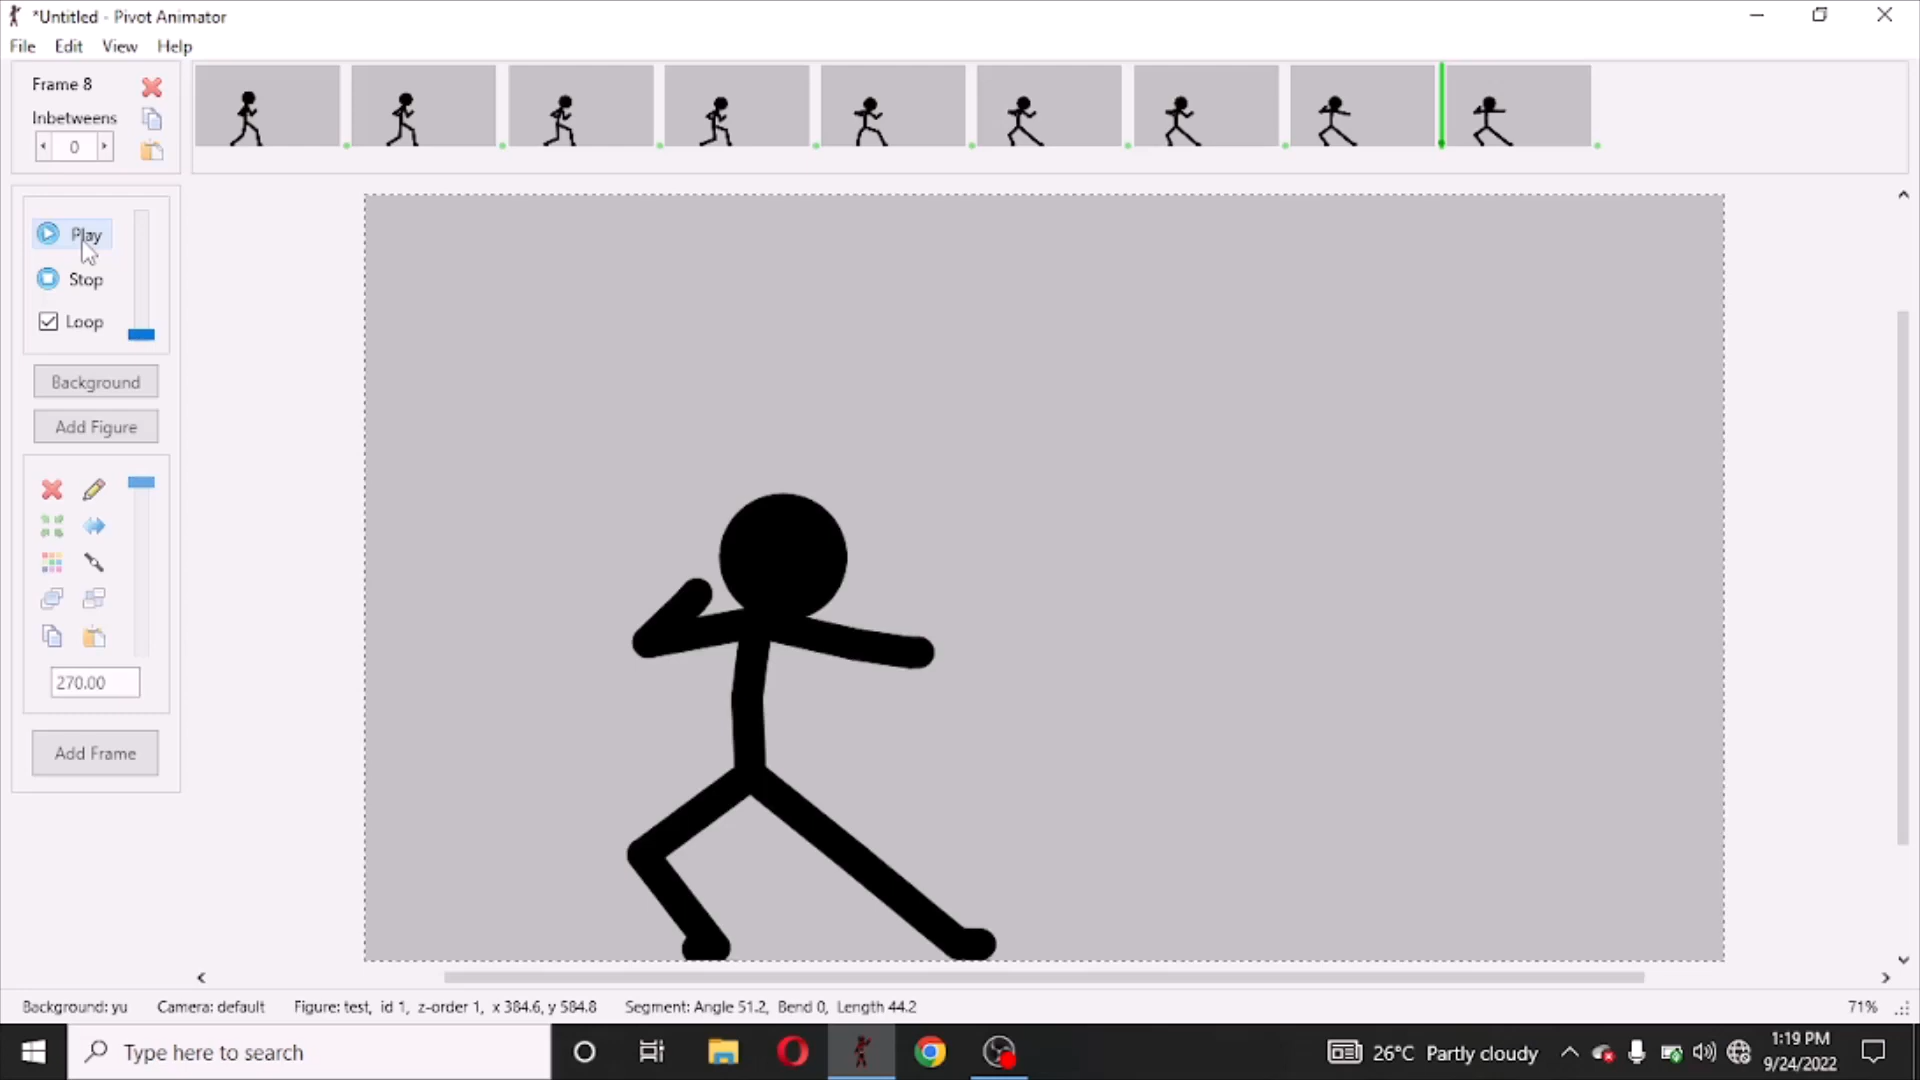 *Untitled - Pivot Animator
File Edit View Help
Frame 8
Inbetweens
0
Play
Stop
Loop
Background
Add Figure
270.00
Add Frame
Background: yu Camera: default Figure: test, id 1, z-order 1, x 384.6, y 584.8 Segment: Angle 51.2, Bend 0, Length 44.2 71%
Type here to search
26°C Partly cloudy
1:19 PM
9/24/2022